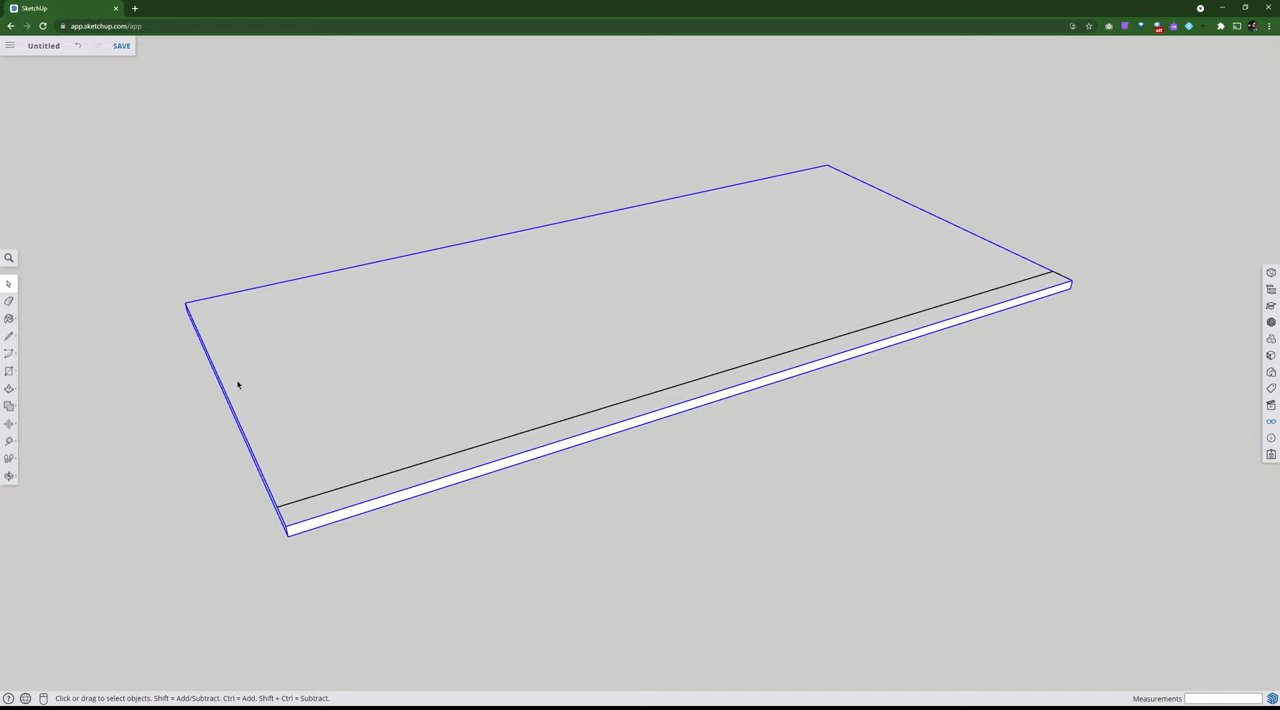 SketchUp
app.sketchup.com/app
off
Untitled
SAVE
Click or drag to select objects. Shift = Add/Subtract. Ctrl = Add. Shift + Ctrl = Subtract.
Measurements